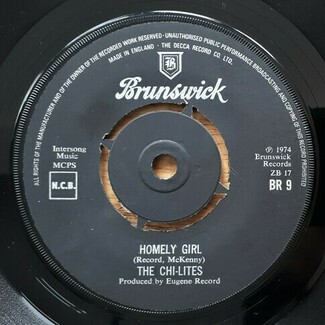 OWNER OF THE RECORDED WORK RESERVED - UNAUTHORISED PUBLIC PERFORMANCE BROADCASTING AND COPYING OF THIS RECORD PROHIBITED
ALL RIGHTS OF THE MANUFACTURER AND OF THE
MADE IN ENGLAND · THE DECCA RECORD CO LTD.
B
Brunswick
Intersong
Music
MCPS
N.C.B.
℗ 1974
Brunswick
Records
ZB 17
BR 9
HOMELY GIRL
(Record, McKenny)
THE CHI-LITES
Produced by Eugene Record